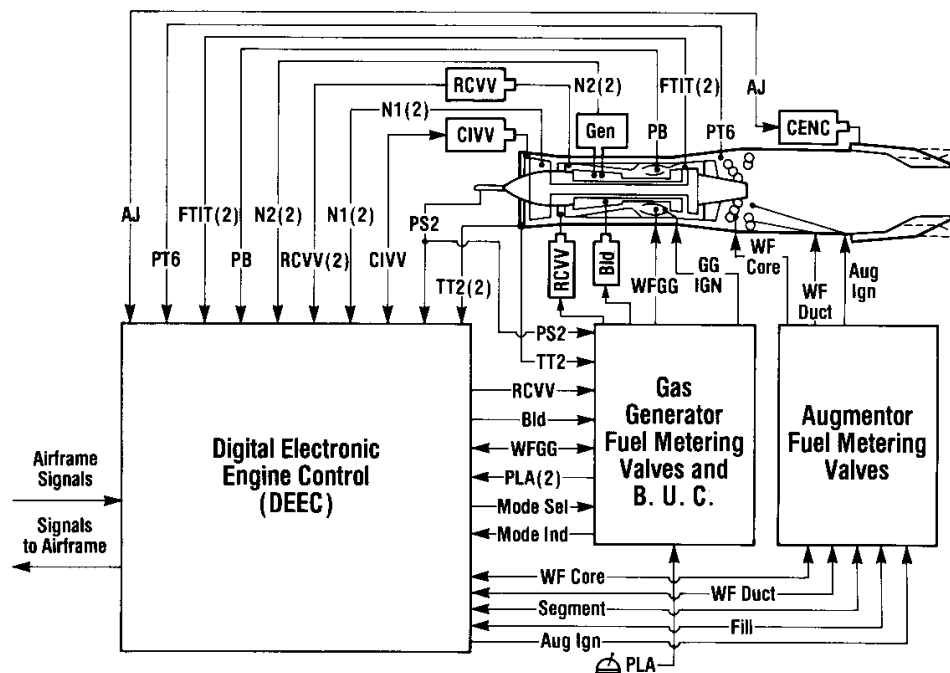 RCVV
N2(2)
FTIT(2)
AJ
N1(2)
CIVV
Gen
PB
PT6
CENC
AJ
FTIT(2)
N2(2)
N1(2)
PS2
PT6
PB
RCVV(2)
CIVV
TT2(2)
RCVV
Bld
WFGG
GG
IGN
WF
Core
WF
Duct
Aug
Ign
PS2
TT2
RCVV
Bld
WFGG
PLA(2)
Mode Sel
Mode Ind
Digital Electronic
Engine Control
(DEEC)
Gas
Generator
Fuel Metering
Valves and
B. U. C.
Augmentor
Fuel Metering
Valves
Airframe
Signals
Signals
to Airframe
WF Core
WF Duct
Segment
Fill
Aug Ign
PLA